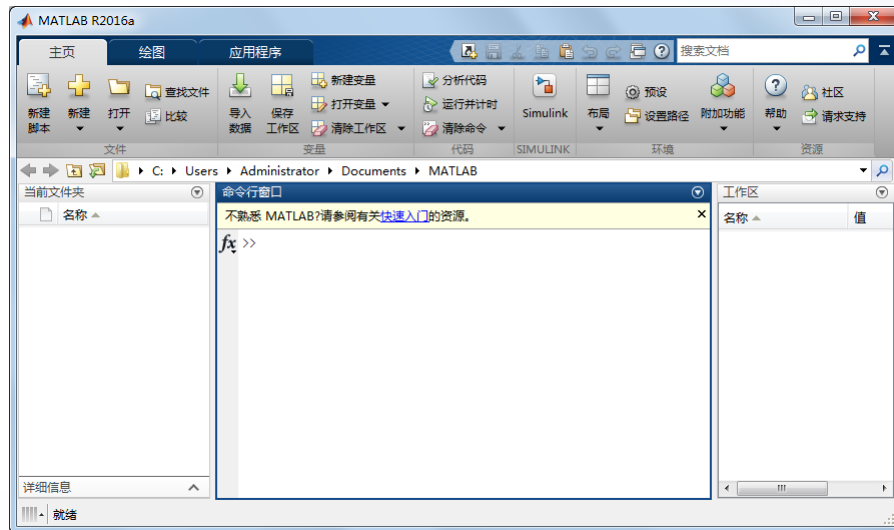 MATLAB R2016a
主页 绘图 应用程序 搜索文档
新建脚本 新建 打开 查找文件 比较
导入数据 保存工作区 新建变量 打开变量 清除工作区
分析代码 运行并计时 清除命令
Simulink
布局 预设 设置路径 附加功能
帮助 社区 请求支持
文件 变量 代码 SIMULINK 环境 资源
C: Users Administrator Documents MATLAB
当前文件夹 命令行窗口 工作区
名称
不熟悉 MATLAB?请参阅有关快速入门的资源。
名称 值
fx >>
详细信息
就绪